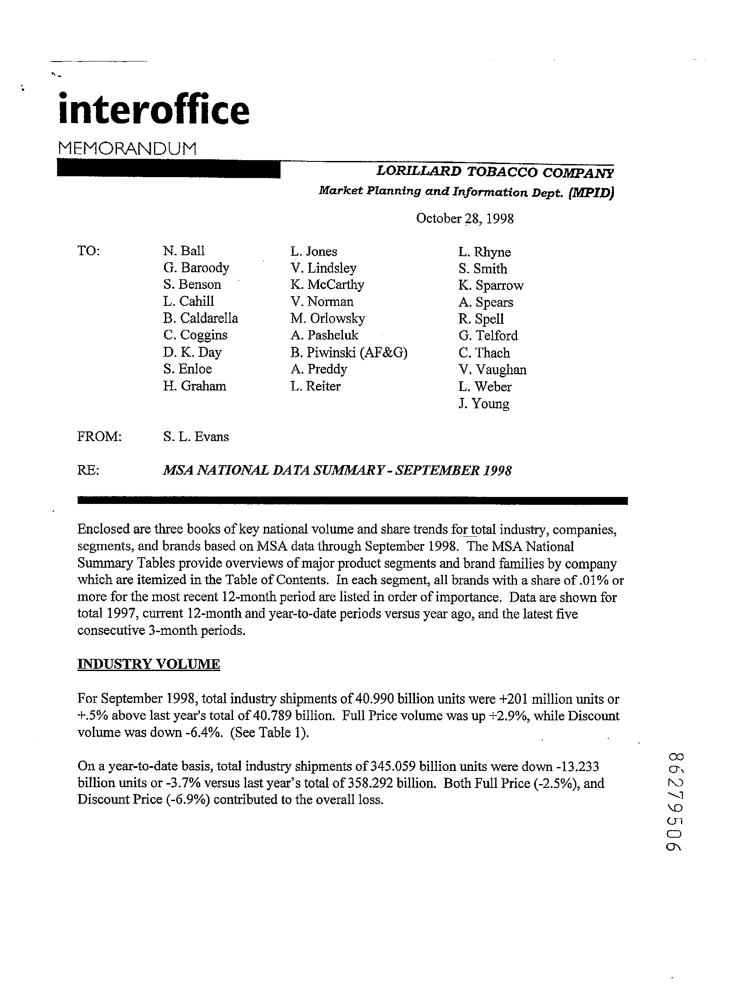 interoffice
MEMORANDUM
LORILLARD TOBACCO COMPANY
Market Planning and Information Dept. (MPID)
October 28, 1998
TO: N. Ball L. Jones L. Rhyne
G. Baroody V. Lindsley S. Smith
S. Benson K. McCarthy K. Sparrow
L. Cahill V. Norman A. Spears
B. Caldarella M. Orlowsky R. Spell
C. Coggins A. Pasheluk G. Telford
D. K. Day B. Piwinski (AF&G) C. Thach
S. Enloe A. Preddy V. Vaughan
H. Graham L. Reiter L. Weber
J. Young
FROM: S. L. Evans
RE: MSA NATIONAL DATA SUMMARY - SEPTEMBER 1998
Enclosed are three books of key national volume and share trends for total industry, companies,
segments, and brands based on MSA data through September 1998. The MSA National
Summary Tables provide overviews of major product segments and brand families by company
which are itemized in the Table of Contents. In each segment, all brands with a share of .01% or
more for the most recent 12-month period are listed in order of importance. Data are shown for
total 1997, current 12-month and year-to-date periods versus year ago, and the latest five
consecutive 3-month periods.
INDUSTRY VOLUME
For September 1998, total industry shipments of 40.990 billion units were +201 million units or
+.5% above last year's total of 40.789 billion. Full Price volume was up +2.9%, while Discount
volume was down -6.4%. (See Table 1).
On a year-to-date basis, total industry shipments of 345.059 billion units were down -13.233
billion units or -3.7% versus last year's total of 358.292 billion. Both Full Price (-2.5%), and
Discount Price (-6.9%) contributed to the overall loss.
86279506